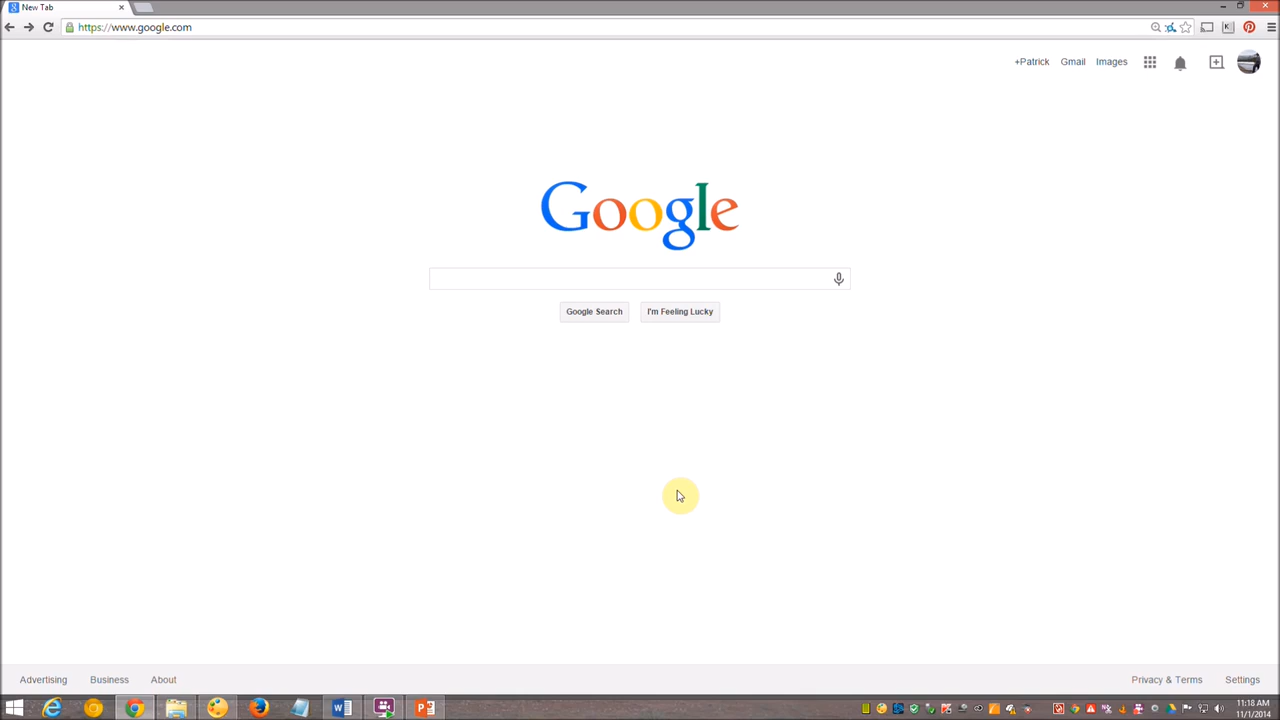 New Tab
https://www.google.com
+Patrick Gmail Images
Google
Google Search I'm Feeling Lucky
Advertising Business About Privacy & Terms Settings
11:18 AM
11/1/2014